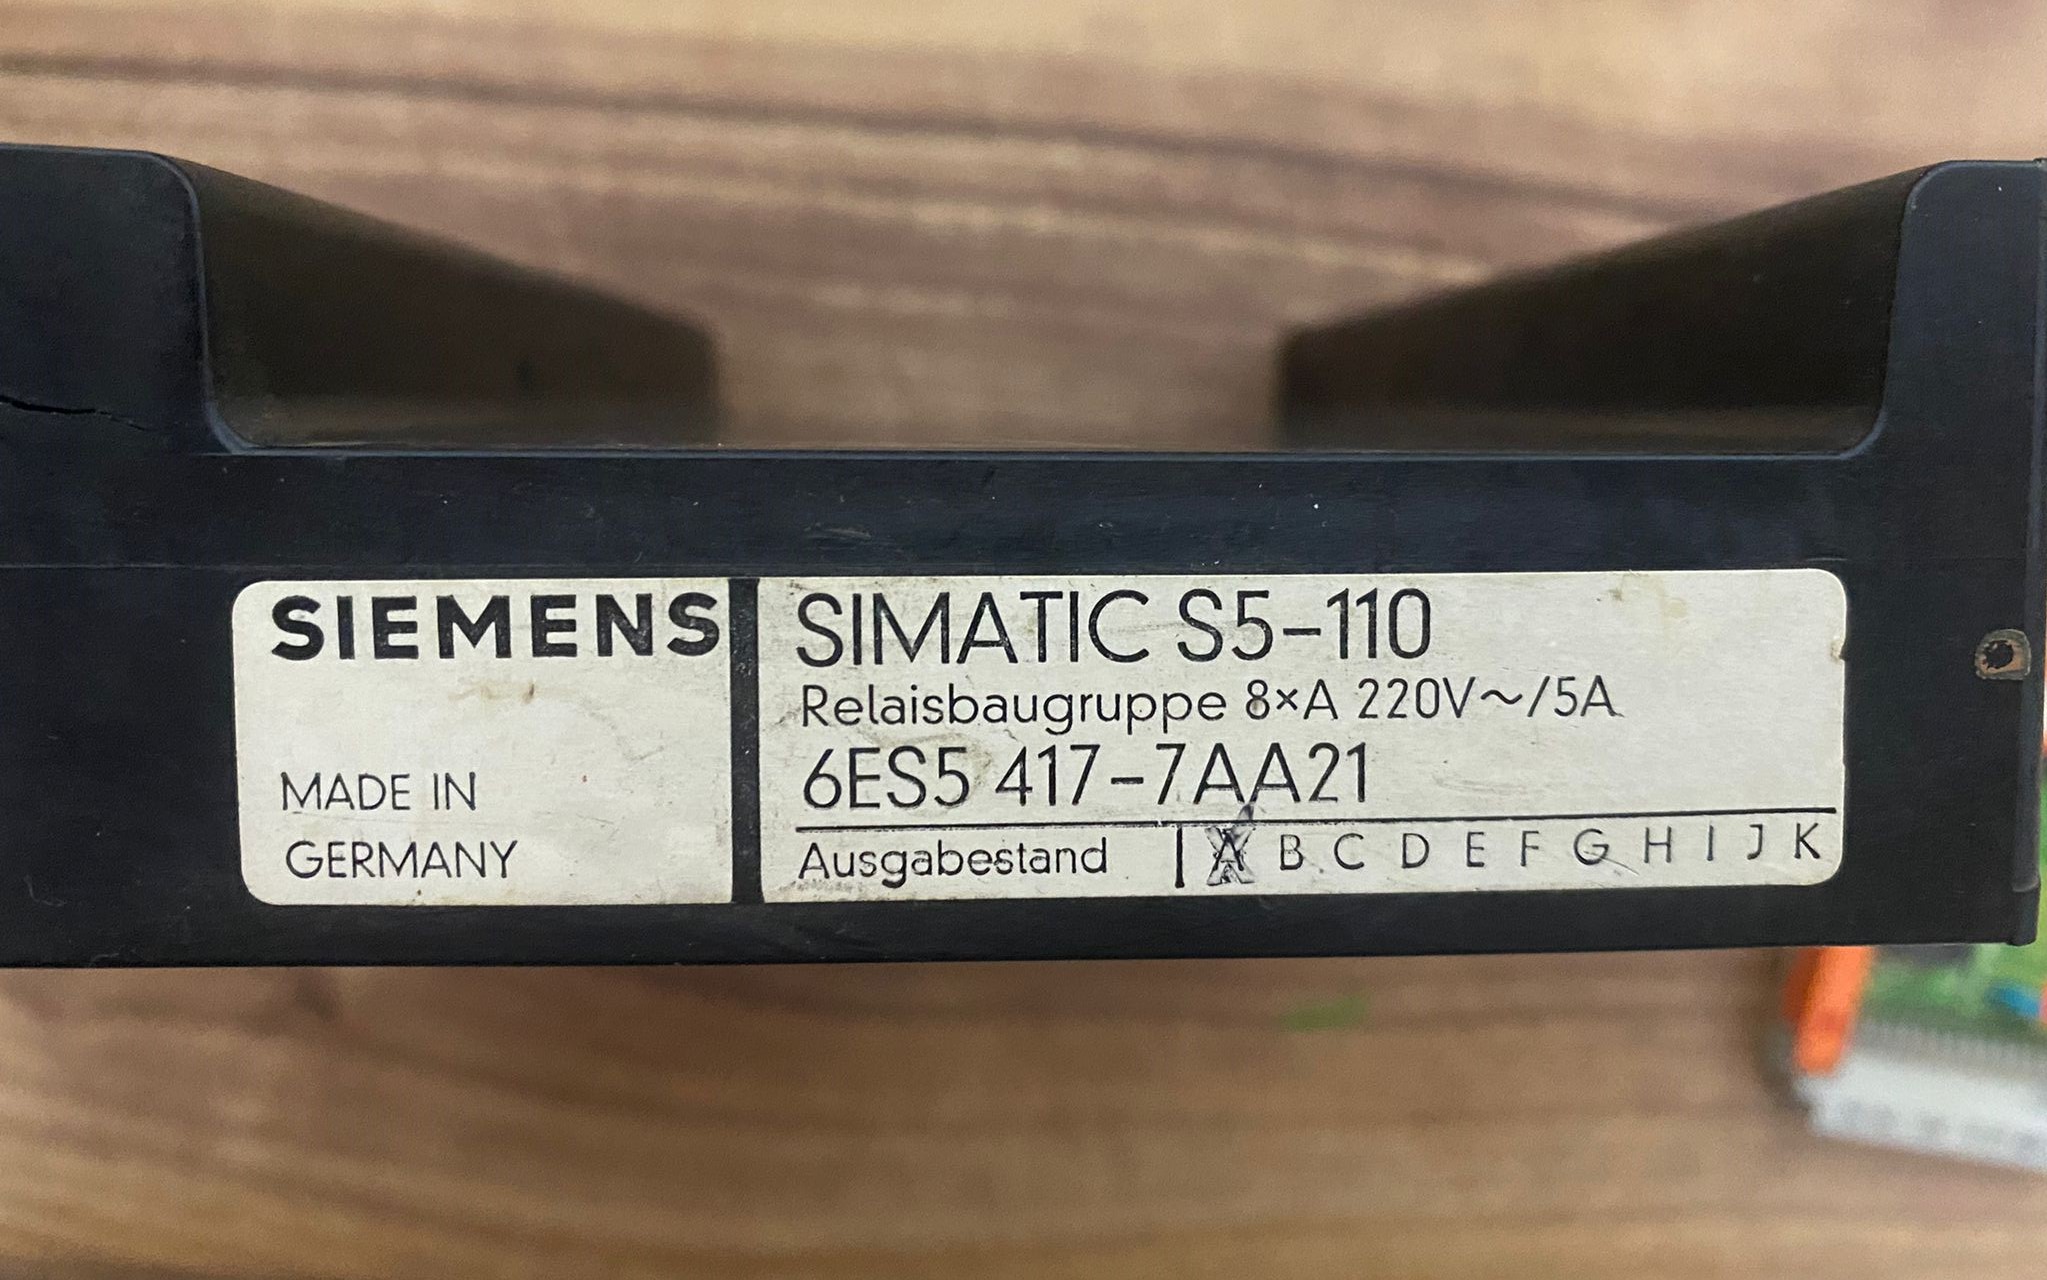 SIEMENS
MADE IN
GERMANY
SIMATIC S5-110
Relaisbaugruppe 8×A 220V~/5A
6ES5 417-7AA21
Ausgabestand | A B C D E F G H I J K